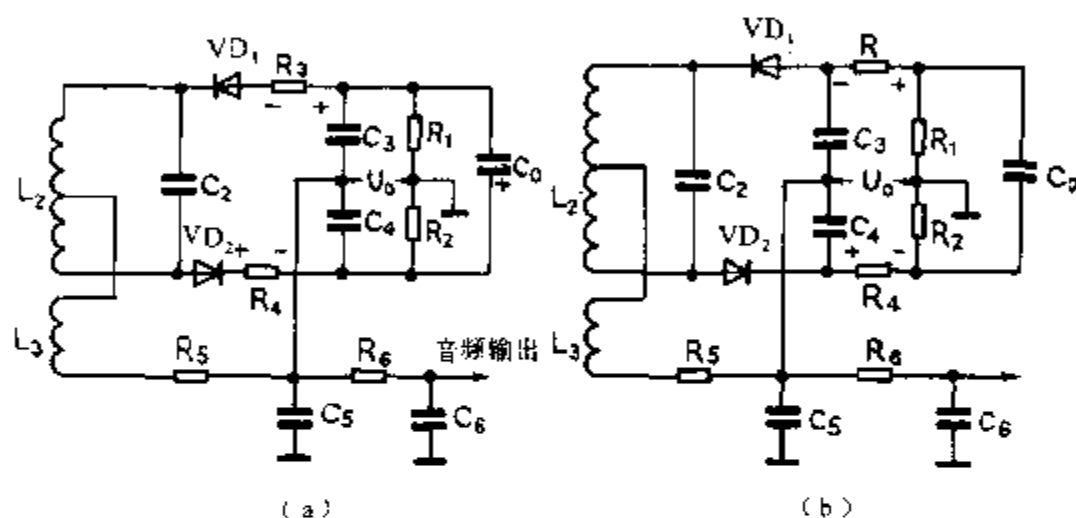 VD₁
R₃
C₃
R₁
C₀
L₂
C₂
U₀
C₄
R₂
VD₂
R₄
L₃
R₅
R₆
音频输出
C₅
C₆
(a)
VD₁
R
C₃
R₁
C₂
U₀
L₂
C₄
R₂
VD₂
R₄
L₃
R₅
R₆
C₅
C₆
(b)